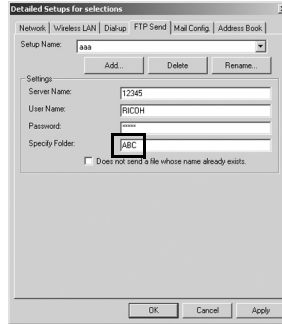 Detailed Setups for selections
Network Wireless LAN Dial-up FTP Send Mail Config. Address Book
Setup Name: aaa
Add... Delete Rename...
Settings
Server Name: 12345
User Name: RICOH
Password: *****
Specify Folder: ABC
Does not send a file whose name already exists.
OK Cancel Apply